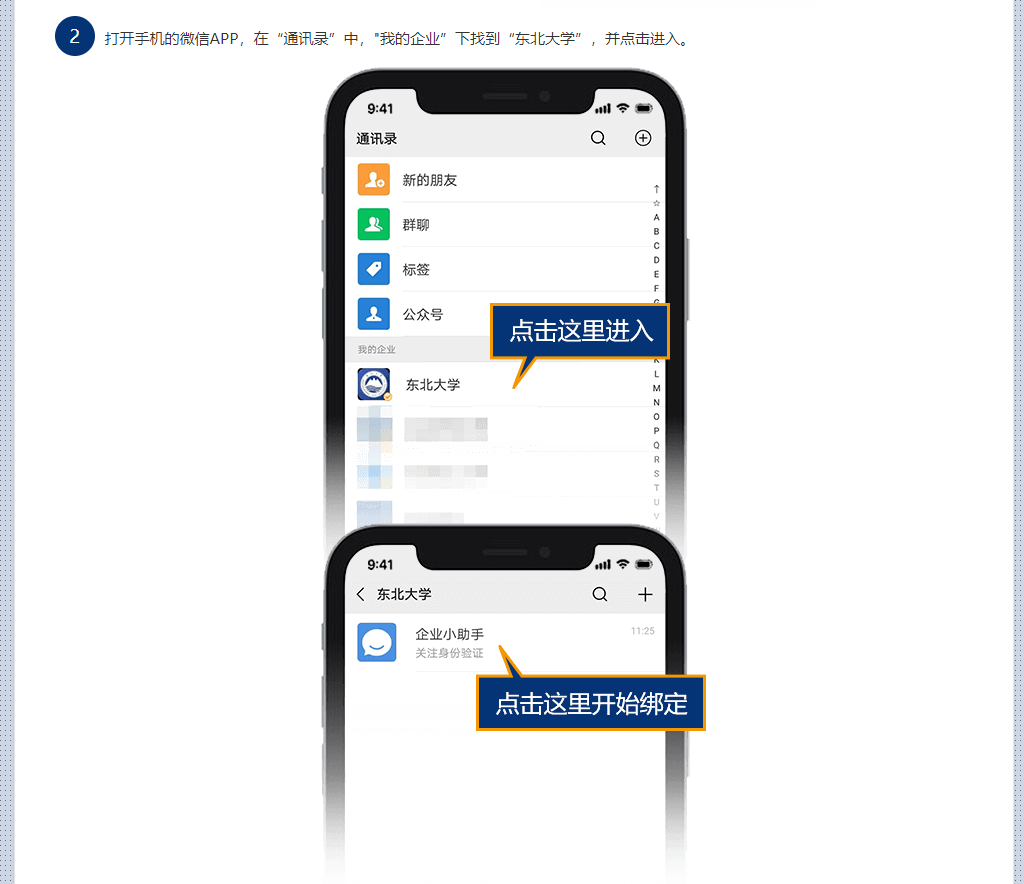 2 打开手机的微信APP，在“通讯录”中，"我的企业”下找到“东北大学”，并点击进入。
9:41
通讯录
新的朋友
↑
☆
A
群聊
B
C
D
标签
E
F
G
公众号
点击这里进入
我的企业
K
L
东北大学
M
N
O
P
Q
R
S
T
U
V
9:41
东北大学
企业小助手 11:25
关注身份验证
点击这里开始绑定